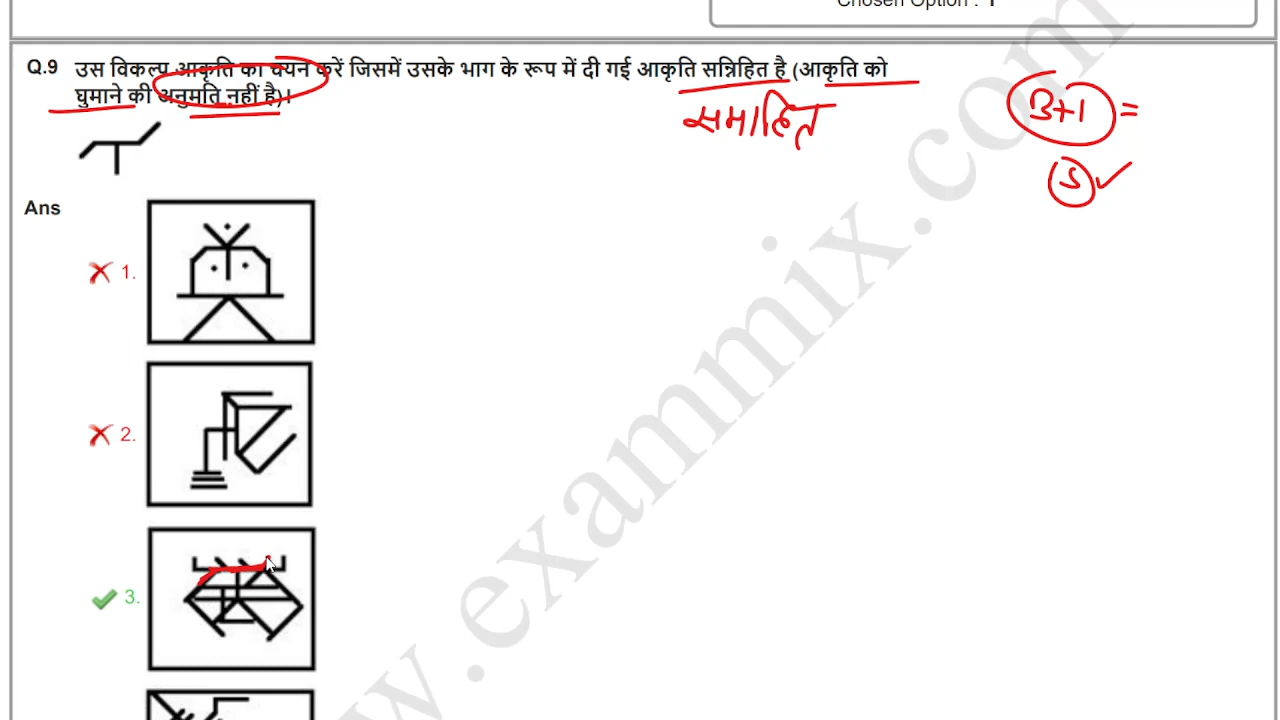 Chosen Option : 1
Q.9 उस विकल्प आकृति का चयन करें जिसमें उसके भाग के रूप में दी गई आकृति सन्निहित है (आकृति को
घुमाने की अनुमति नहीं है)।
समाहित
3+1 =
5
Ans
1.
2.
3.
www.exammix.com